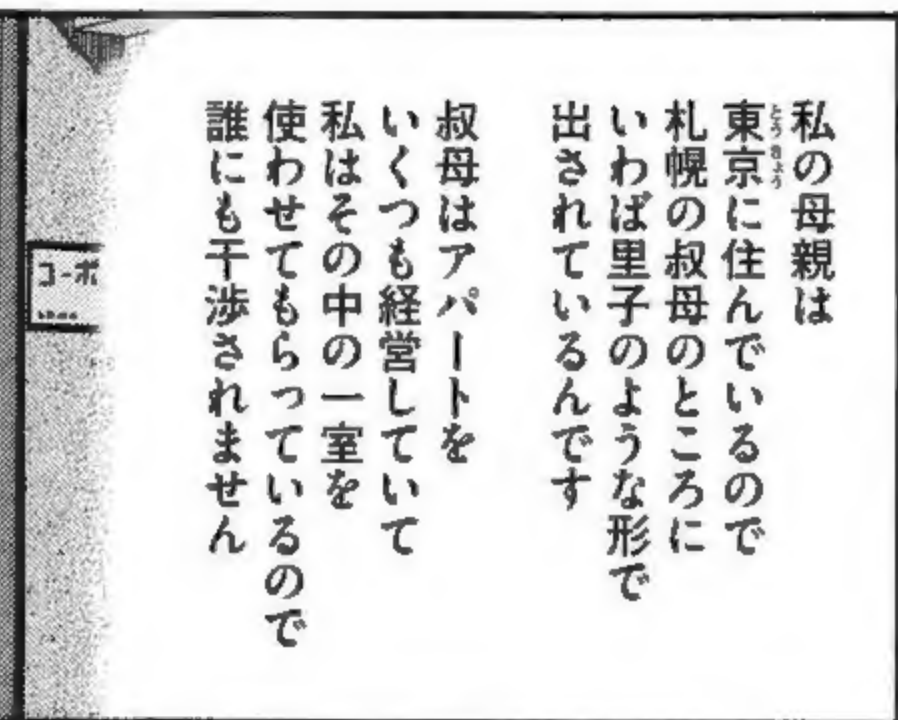 私の母親は
東京に住んでいるので
札幌の叔母のところに
いわば里子のような形で
出されているんです
叔母はアパートを
いくつも経営していて
私はその中の一室を
使わせてもらっているので
誰にも干渉されません
コーポ